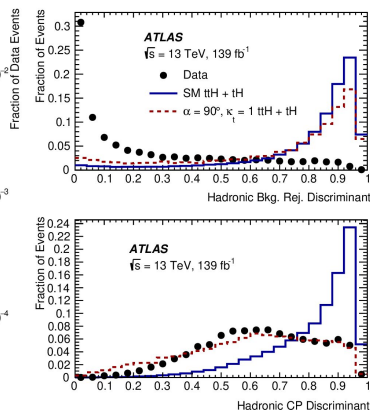 Fraction of Data Events
Fraction of Events
0.3
0.25
0.2
0.15
0.1
0.05
0
ATLAS
√s = 13 TeV, 139 fb-1
Data
SM ttH + tH
α = 90º, κt = 1 ttH + tH
0 0.1 0.2 0.3 0.4 0.5 0.6 0.7 0.8 0.9 1
Hadronic Bkg. Rej. Discriminant
-2
-3
-4
Fraction of Events
0.24
0.22
0.2
0.18
0.16
0.14
0.12
0.1
0.08
0.06
0.04
0.02
0
ATLAS
√s = 13 TeV, 139 fb-1
0 0.1 0.2 0.3 0.4 0.5 0.6 0.7 0.8 0.9 1
Hadronic CP Discriminant